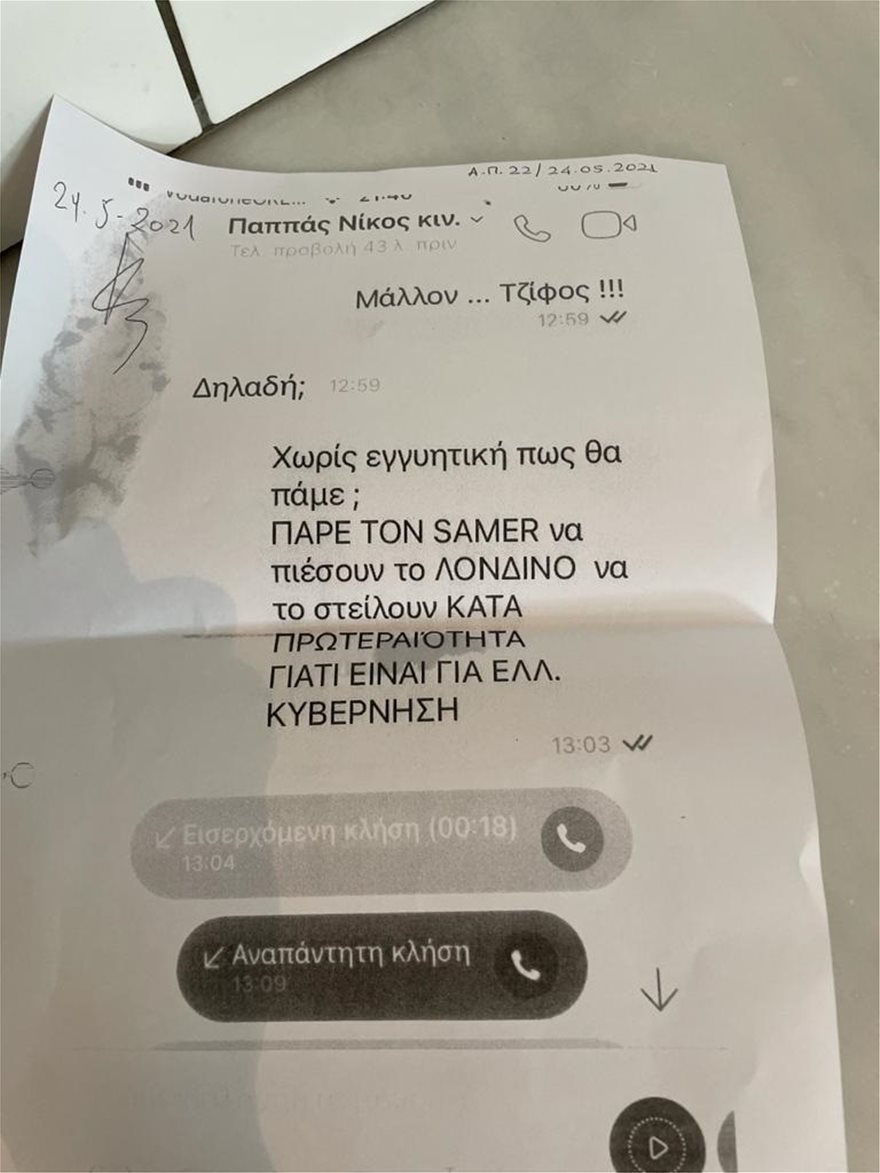 Α.Π. 22/24.05.2021
24.5-2021
Παππάς Νίκος κιν.
Τελ. προβολή 43 λ. πριν
Μάλλον ... Τζίφος !!!
12:59
Δηλαδή; 12:59
Χωρίς εγγυητική πως θα
πάμε ;
ΠΑΡΕ ΤΟΝ SAMER να
πιέσουν το ΛΟΝΔΙΝΟ να
το στείλουν ΚΑΤΑ
ΠΡΩΤΕΡΑΙΌΤΗΤΑ
ΓΙΑΤΙ ΕΙΝΑΙ ΓΙΑ ΕΛΛ.
ΚΥΒΕΡΝΗΣΗ
13:03
Εισερχόμενη κλήση (00:18)
13:04
Αναπάντητη κλήση
13:09